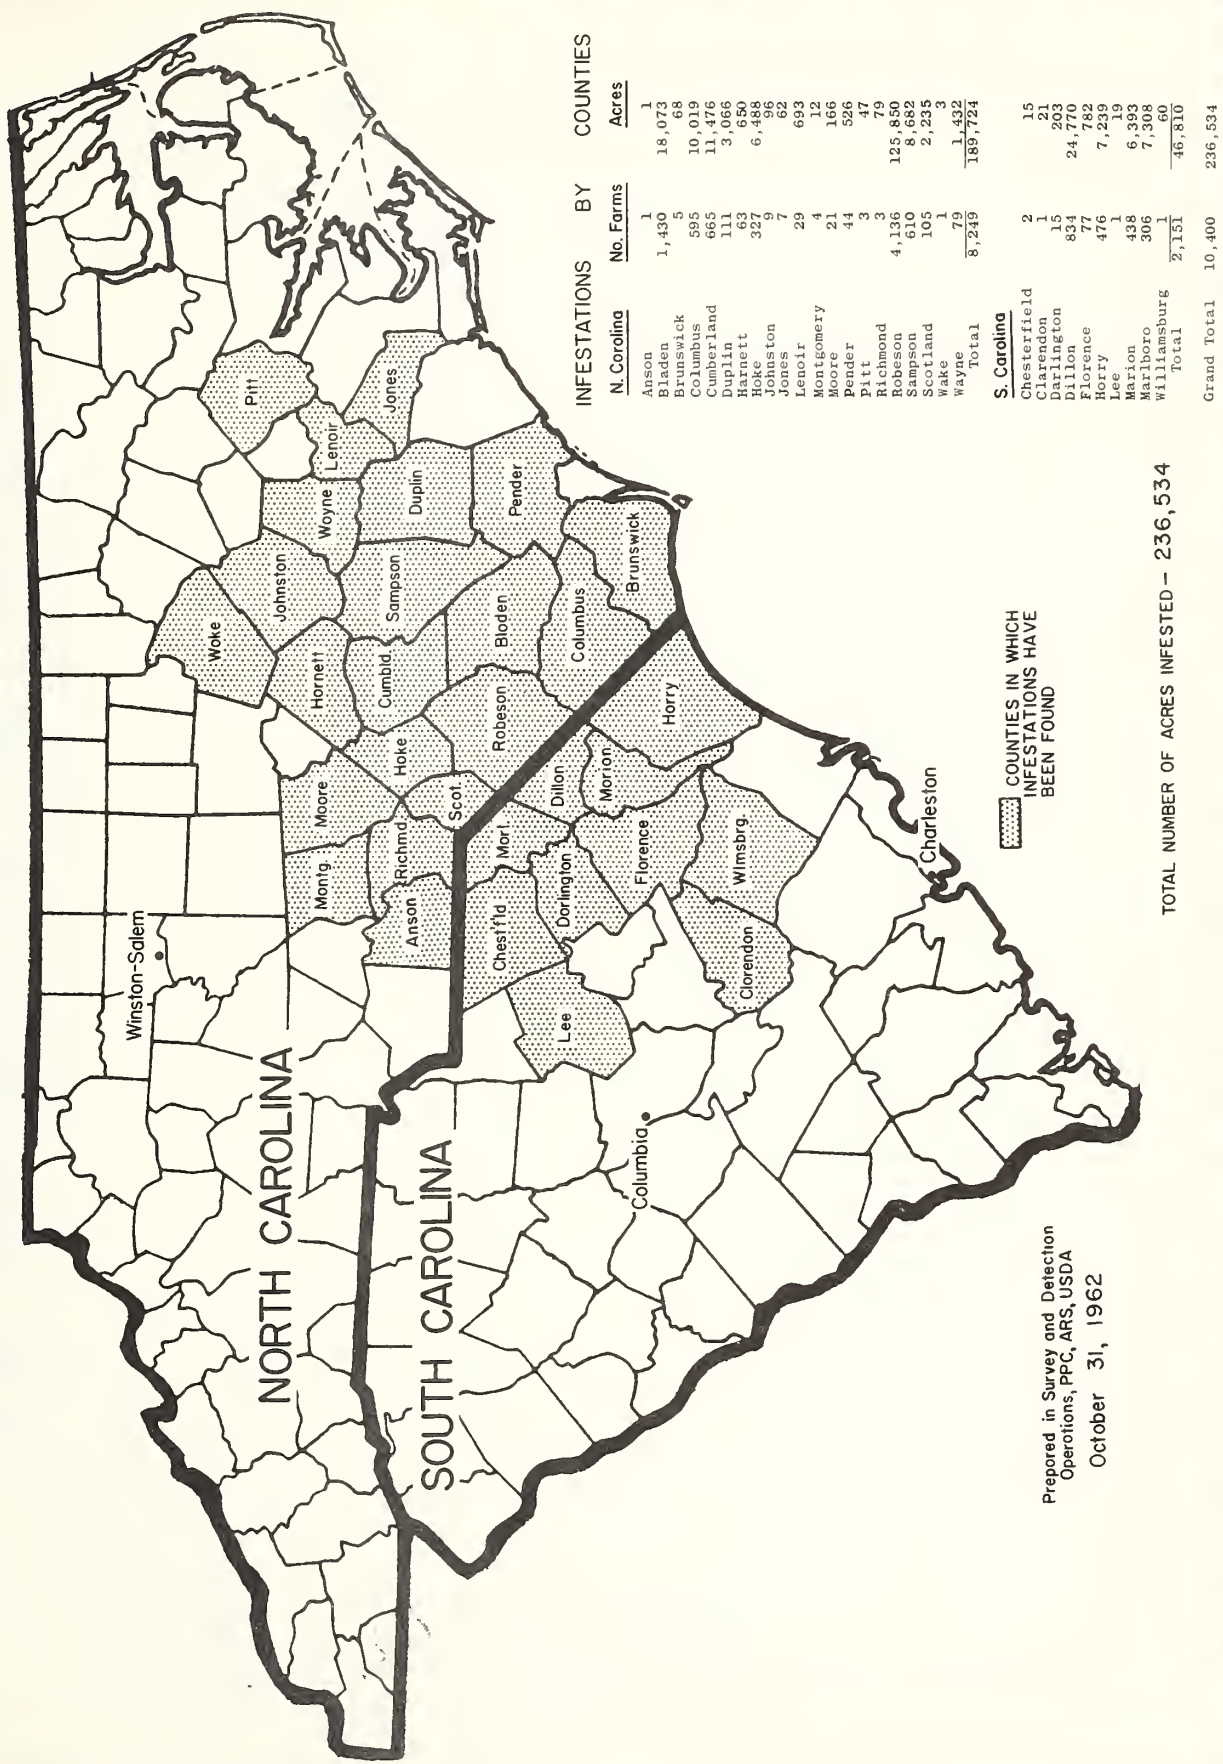 INFESTATIONS BY COUNTIES
N. Carolina No. Farms Acres
Anson 1 1
Bladen 1,430 18,073
Brunswick 5 68
Columbus 595 10,019
Cumberland 665 11,476
Duplin 111 3,066
Harnett 63 650
Hoke 327 6,488
Johnston 9 96
Jones 7 62
Lenoir 29 693
Montgomery 4 12
Moore 21 166
Pender 44 526
Pitt 3 47
Richmond 3 79
Robeson 4,136 125,850
Sampson 610 8,682
Scotland 105 2,235
Wake 1 3
Wayne 79 1,432
Total 8,249 189,724
S. Carolina
Chesterfield 2 15
Clarendon 1 21
Darlington 15 203
Dillon 834 24,770
Florence 77 782
Horry 476 7,239
Lee 1 19
Marion 438 6,393
Marlboro 306 7,308
Williamsburg 1 60
Total 2,151 46,810
Grand Total 10,400 236,534
NORTH CAROLINA
SOUTH CAROLINA
Winston-Salem
Columbia
Charleston
Pitt
Jones
Lenoir
Wayne
Duplin
Pender
Johnston
Sampson
Brunswick
Wake
Harnett
Cumbld.
Bladen
Columbus
Moore
Hoke
Robeson
Montg.
Richmd.
Scot.
Anson
Horry
Dillon
Marion
Marl.
Florence
Chest'fld
Darlington
Wlmsbrg.
Lee
Clarendon
COUNTIES IN WHICH
INFESTATIONS HAVE
BEEN FOUND
TOTAL NUMBER OF ACRES INFESTED - 236,534
Prepared in Survey and Detection
Operations, PPC, ARS, USDA
October 31, 1962